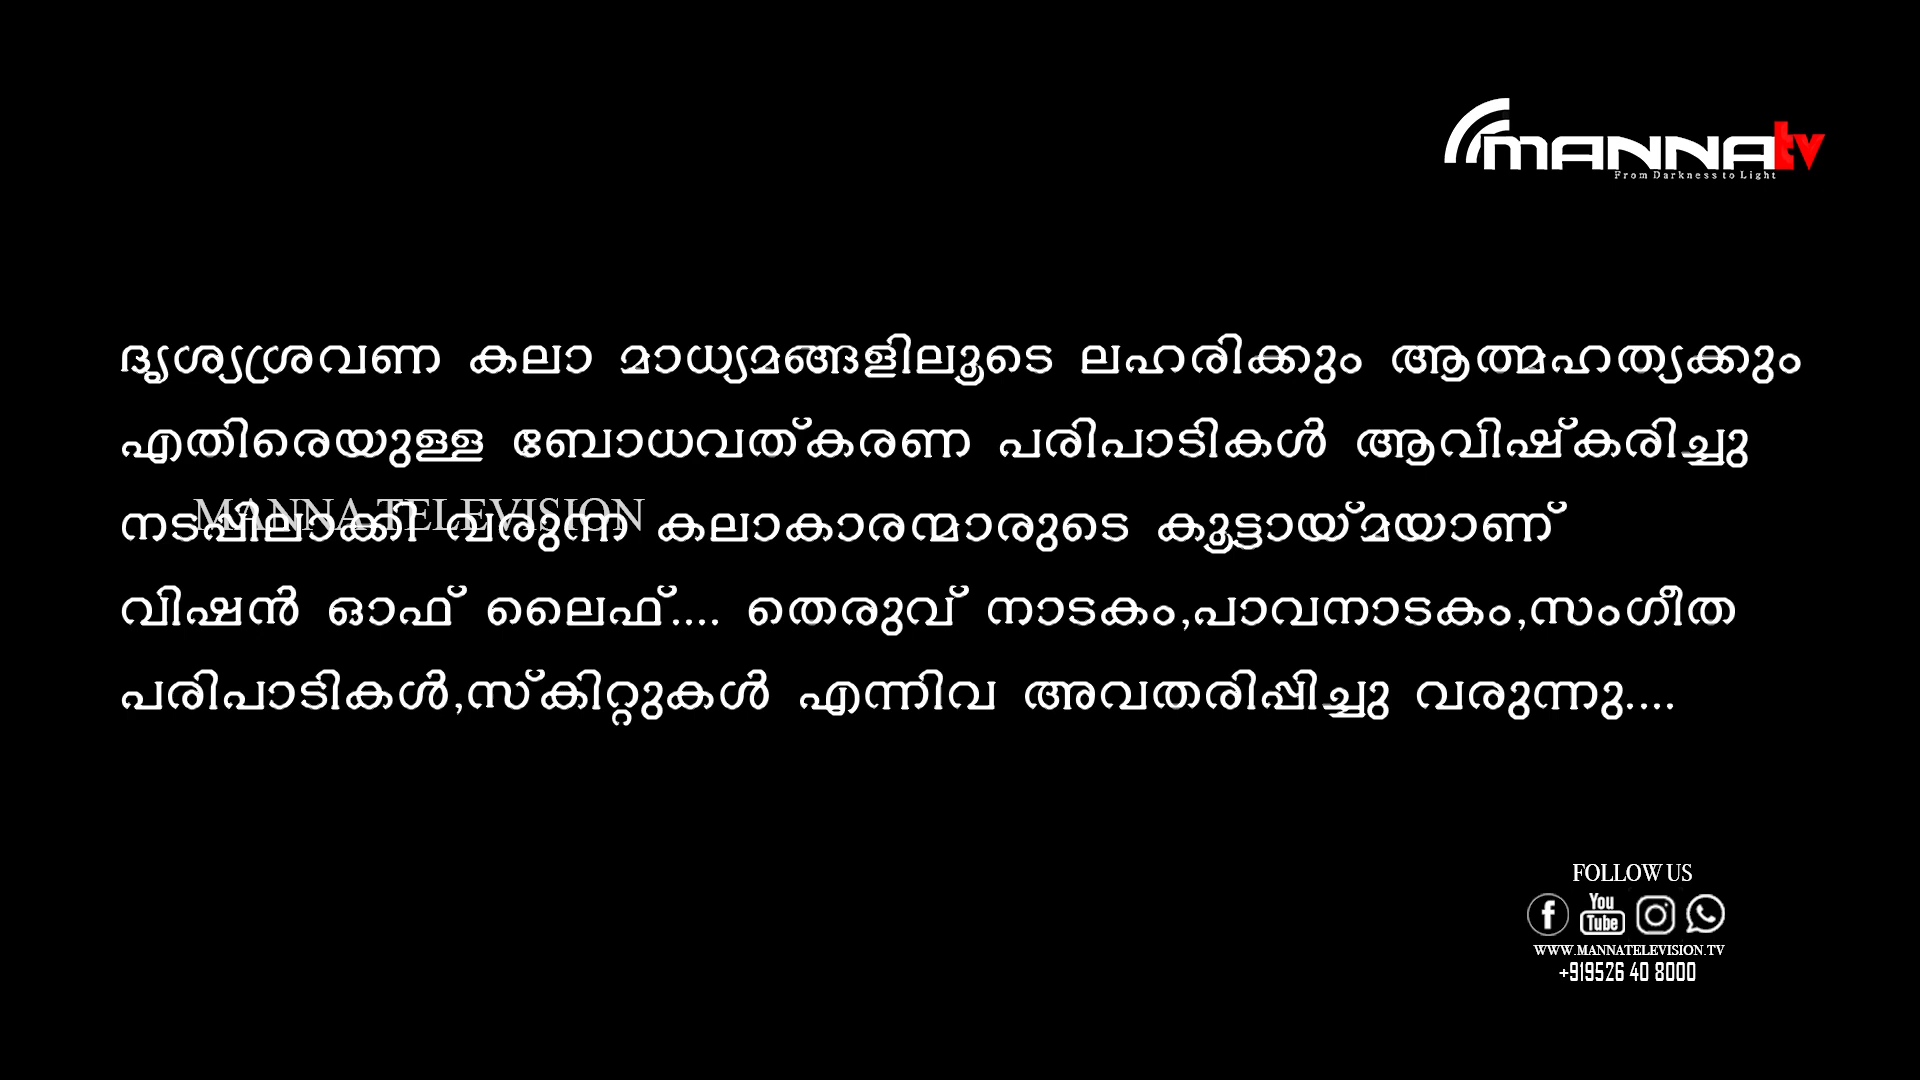 MANNA tv
From Darkness to Light
ദൃശ്യശ്രവണ കലാ മാധ്യമങ്ങളിലൂടെ ലഹരിക്കും ആത്മഹത്യക്കും
എതിരെയുള്ള ബോധവത്കരണ പരിപാടികൾ ആവിഷ്കരിച്ചു
നടപ്പിലാക്കി വരുന്ന കലാകാരന്മാരുടെ കൂട്ടായ്മയാണ്
MANNA TELEVISION
വിഷൻ ഓഫ് ലൈഫ്.... തെരുവ് നാടകം,പാവനാടകം,സംഗീത
പരിപാടികൾ,സ്കിറ്റുകൾ എന്നിവ അവതരിപ്പിച്ചു വരുന്നു....
FOLLOW US
You Tube
WWW.MANNATELEVISION.TV
+919526 40 8000